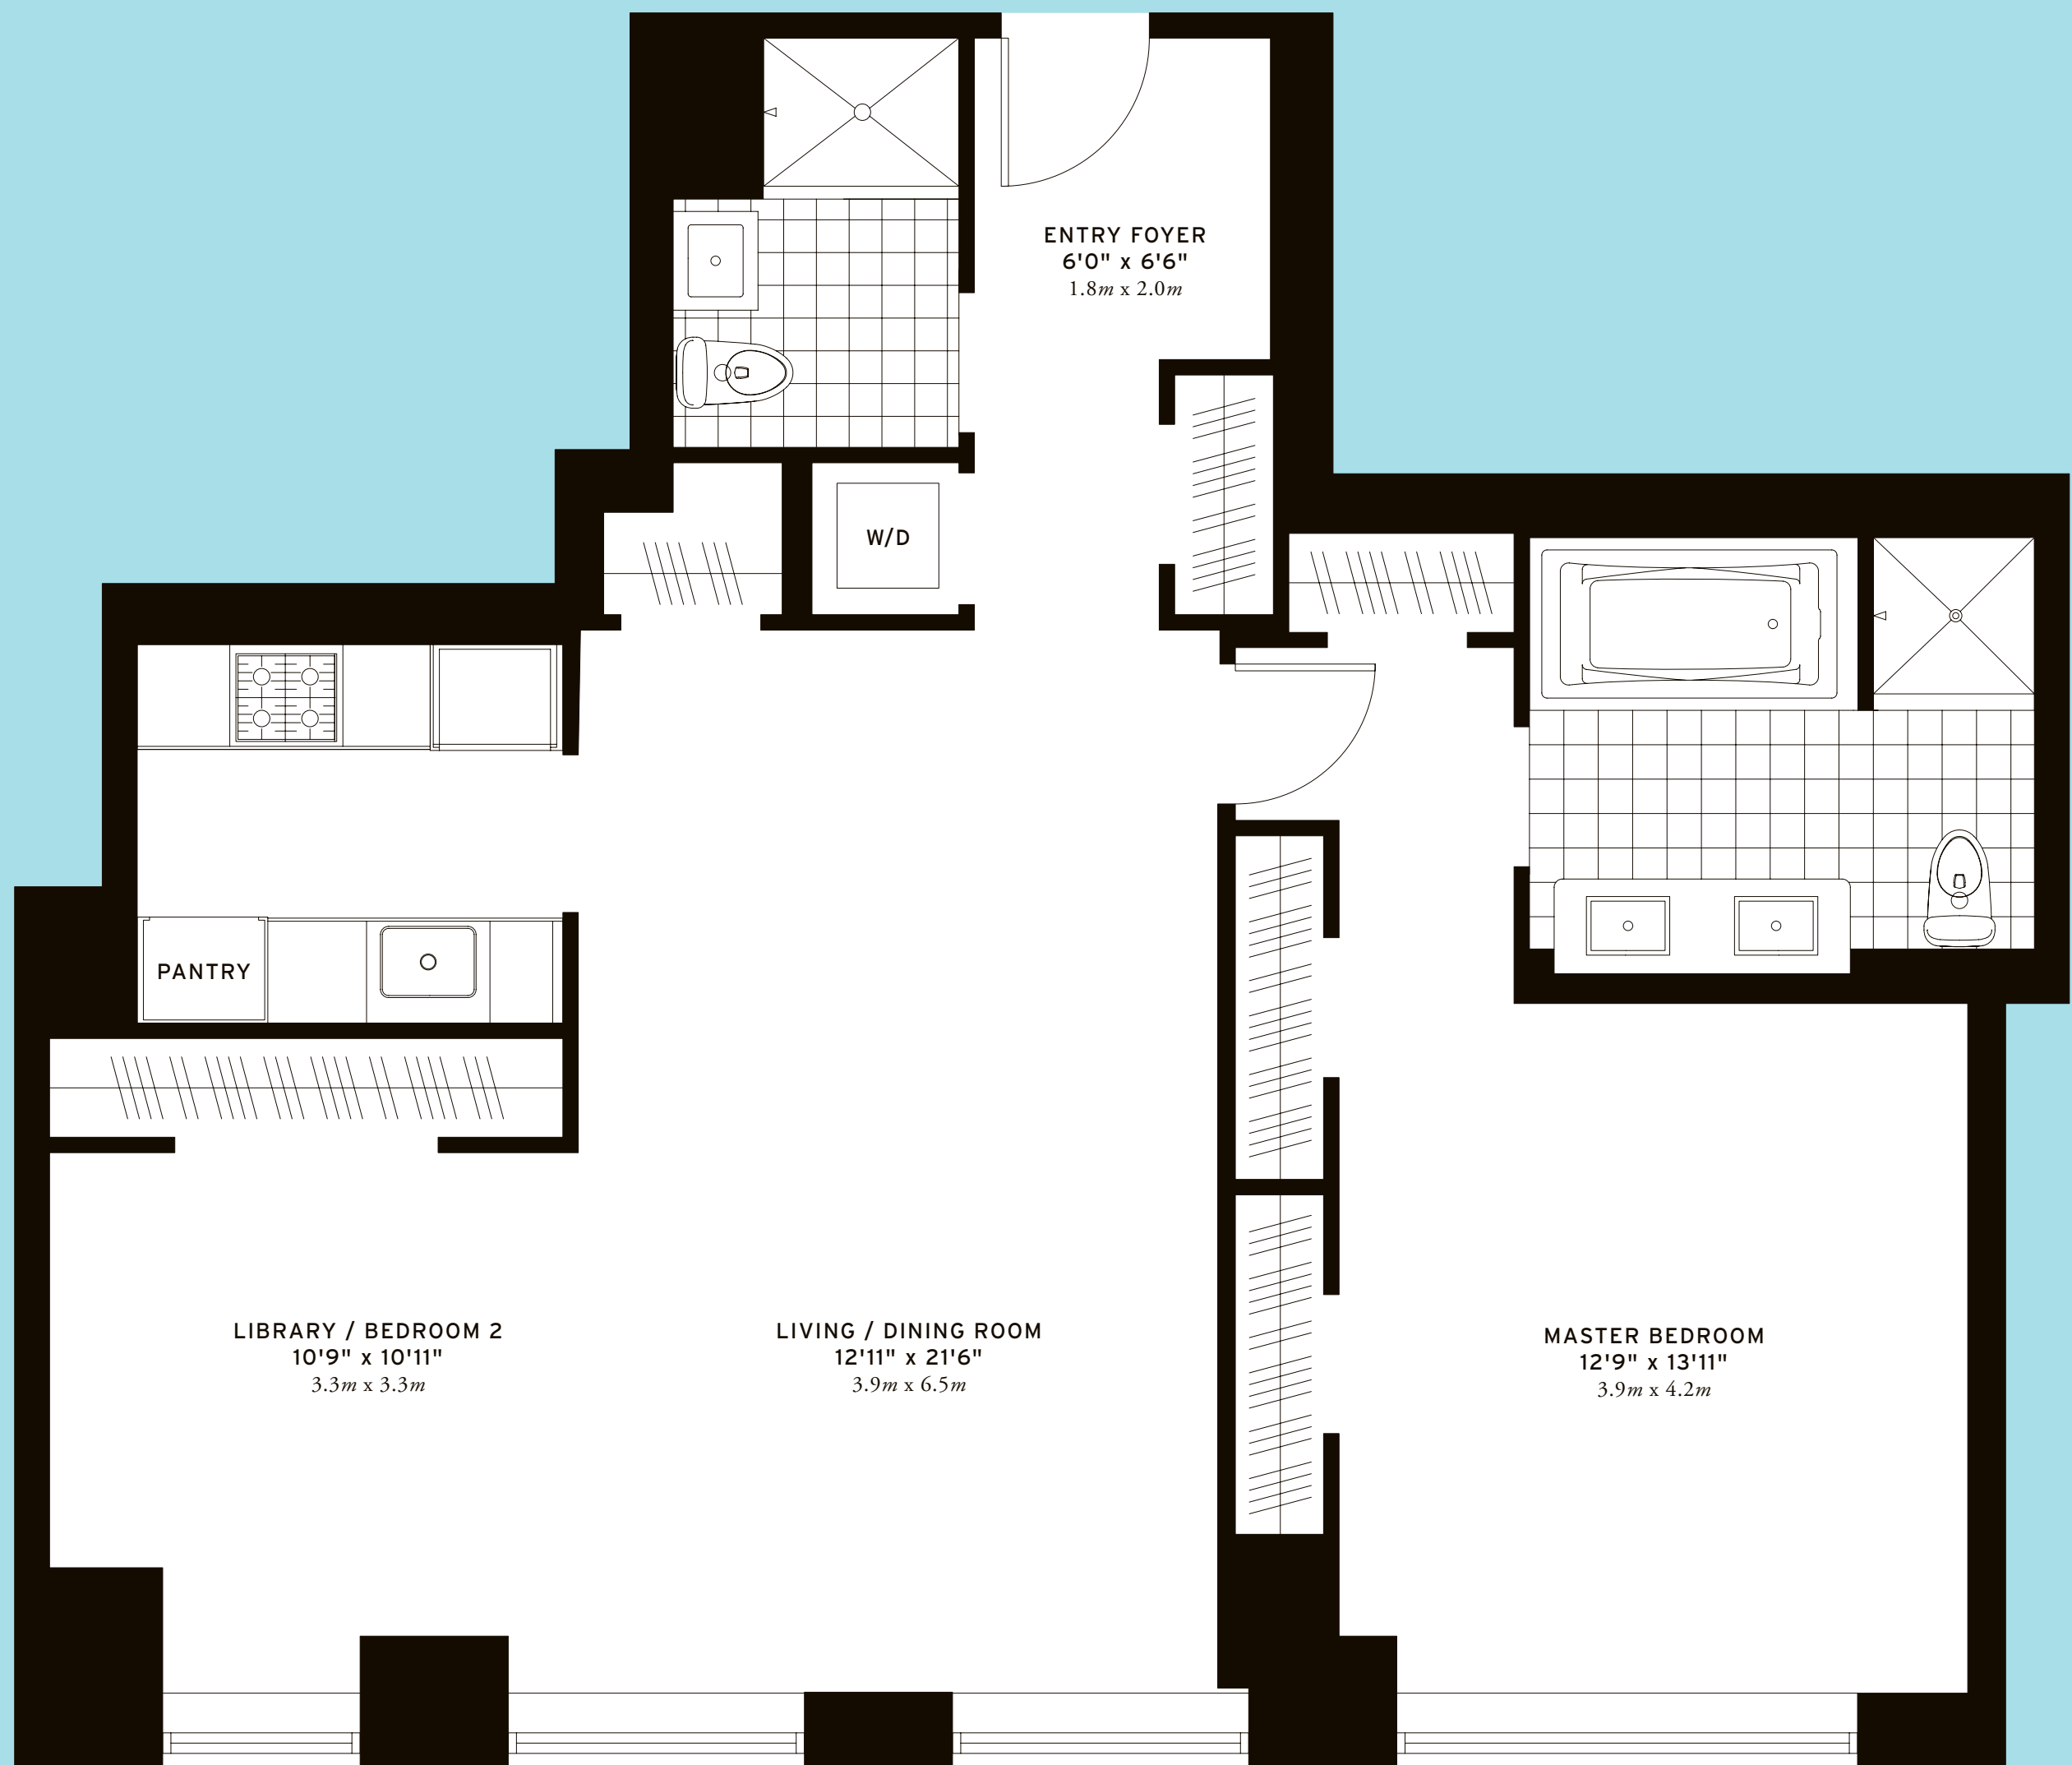 ENTRY FOYER
6'0" x 6'6"
1.8m x 2.0m
W/D
PANTRY
LIBRARY / BEDROOM 2
10'9" x 10'11"
3.3m x 3.3m
LIVING / DINING ROOM
12'11" x 21'6"
3.9m x 6.5m
MASTER BEDROOM
12'9" x 13'11"
3.9m x 4.2m